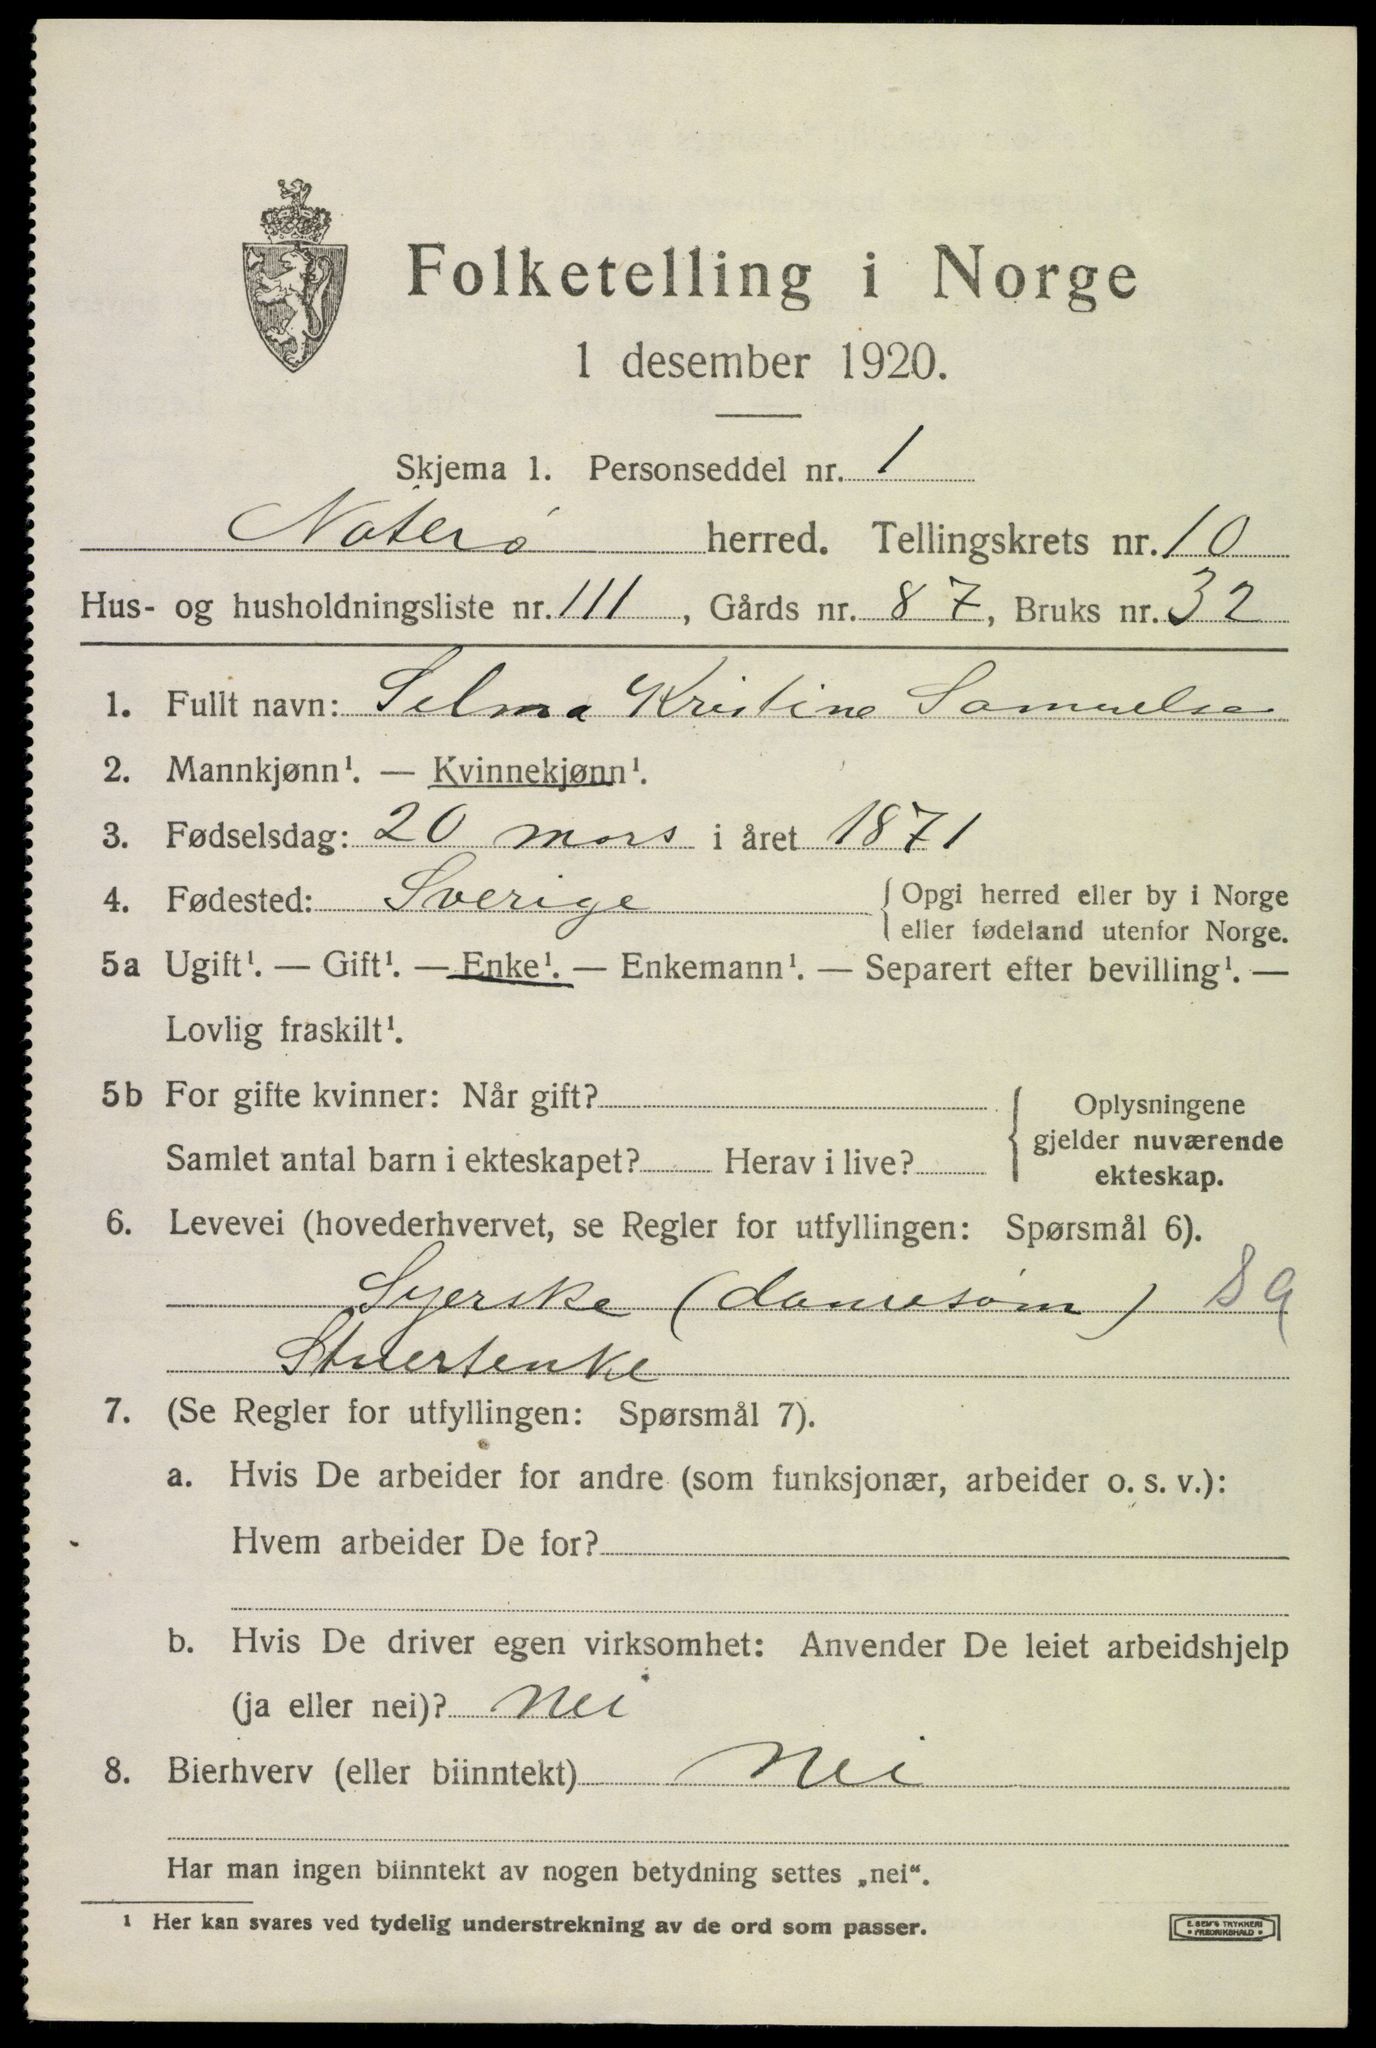 Folketelling i Norge
1 desember 1920.
Skjema 1. Personseddel nr. 1
Nøterø herred. Tellingskrets nr. 10
Hus- og husholdningsliste nr. 111, Gårds nr. 87, Bruks nr. 32
1. Fullt navn: Selma Kristine Samuelse
2. Mannkjønn¹. — Kvinnekjønn¹.
3. Fødselsdag: 20 mars i året 1871
4. Fødested: Sverige { Opgi herred eller by i Norge
eller fødeland utenfor Norge.
5a Ugift¹. — Gift¹. — Enke¹. — Enkemann¹. — Separert efter bevilling¹. —
Lovlig fraskilt¹.
5b For gifte kvinner: Når gift?
Samlet antal barn i ekteskapet? Herav i live?
{ Oplysningene
gjelder nuværende
ekteskap.
6. Levevei (hovederhvervet, se Regler for utfyllingen: Spørsmål 6).
Syerske (damesøm)
Stuertenke
7. (Se Regler for utfyllingen: Spørsmål 7).
a. Hvis De arbeider for andre (som funksjonær, arbeider o. s. v.):
Hvem arbeider De for?
b. Hvis De driver egen virksomhet: Anvender De leiet arbeidshjelp
(ja eller nei)? Nei
8. Bierhverv (eller biinntekt) Nei
Har man ingen biinntekt av nogen betydning settes „nei“.
¹ Her kan svares ved tydelig understrekning av de ord som passer.
E. SEM'S TRYKKERI
FREDRIKSHALD